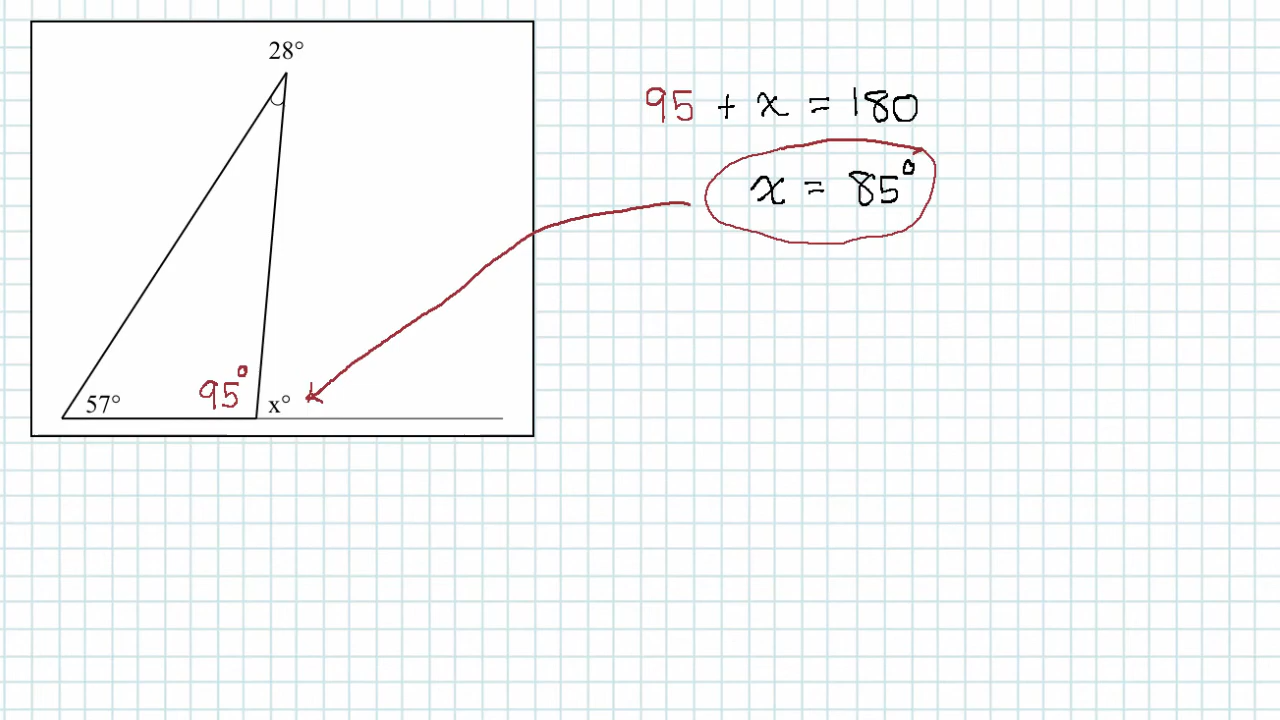 28°
95 + x = 180
x = 85°
95°
57°
x°